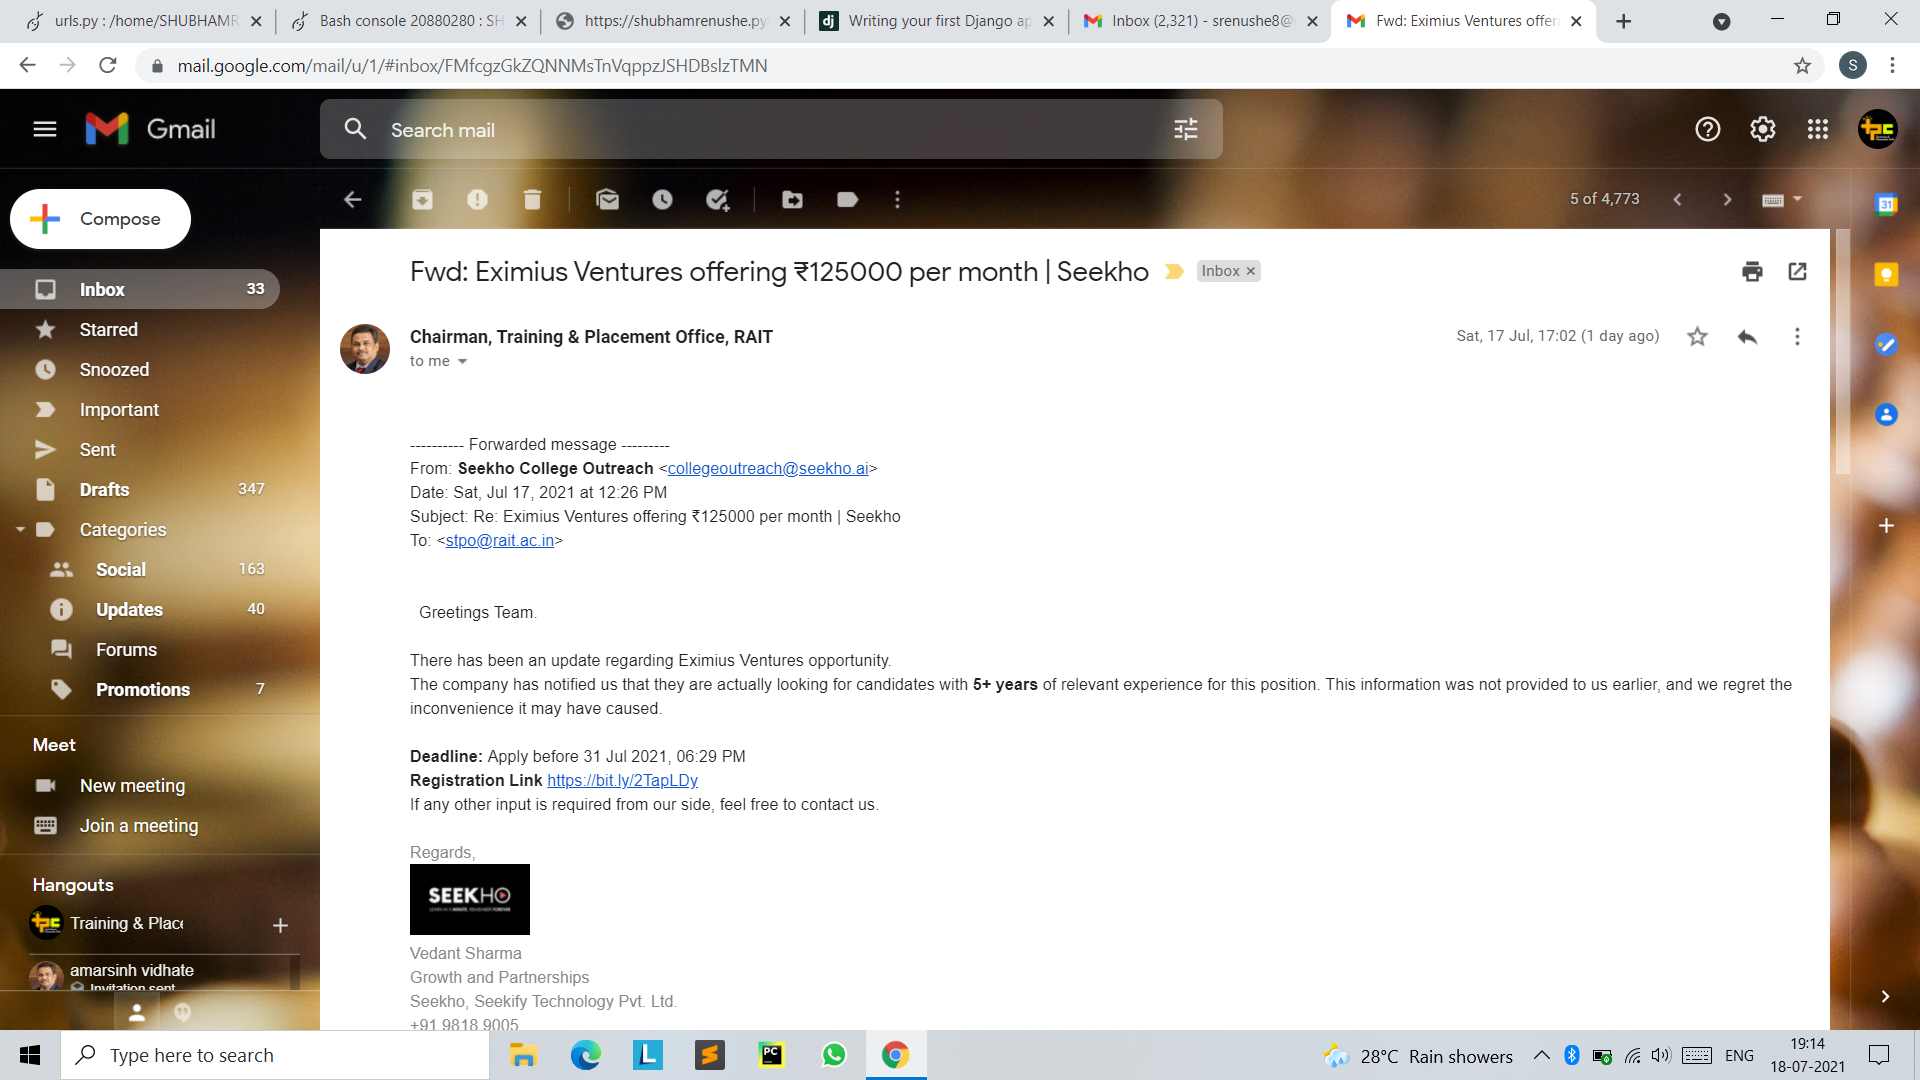 urls.py : /home/SHUBHAMR
Bash console 20880280 : SH
https://shubhamrenushe.py
Writing your first Django ap
Inbox (2,321) - srenushe8@
Fwd: Eximius Ventures offeri
mail.google.com/mail/u/1/#inbox/FMfcgzGkZQNNMsTnVqppzJSHDBslzTMN
S
Gmail
Search mail
Compose
5 of 4,773
Inbox 33
Starred
Snoozed
Important
Sent
Drafts 347
Categories
Social 163
Updates 40
Forums
Promotions 7
Meet
New meeting
Join a meeting
Hangouts
Training & Place
amarsinh vidhate
Invitation sent
Fwd: Eximius Ventures offering ₹125000 per month | Seekho
Inbox ×
Chairman, Training & Placement Office, RAIT
to me
Sat, 17 Jul, 17:02 (1 day ago)
---------- Forwarded message ---------
From: Seekho College Outreach <collegeoutreach@seekho.ai>
Date: Sat, Jul 17, 2021 at 12:26 PM
Subject: Re: Eximius Ventures offering ₹125000 per month | Seekho
To: <stpo@rait.ac.in>
Greetings Team.
There has been an update regarding Eximius Ventures opportunity.
The company has notified us that they are actually looking for candidates with 5+ years of relevant experience for this position. This information was not provided to us earlier, and we regret the
inconvenience it may have caused.
Deadline: Apply before 31 Jul 2021, 06:29 PM
Registration Link https://bit.ly/2TapLDy
If any other input is required from our side, feel free to contact us.
Regards,
SEEKHO
Vedant Sharma
Growth and Partnerships
Seekho, Seekify Technology Pvt. Ltd.
+91 9818 9005
31
Type here to search
28°C Rain showers
ENG
19:14
18-07-2021